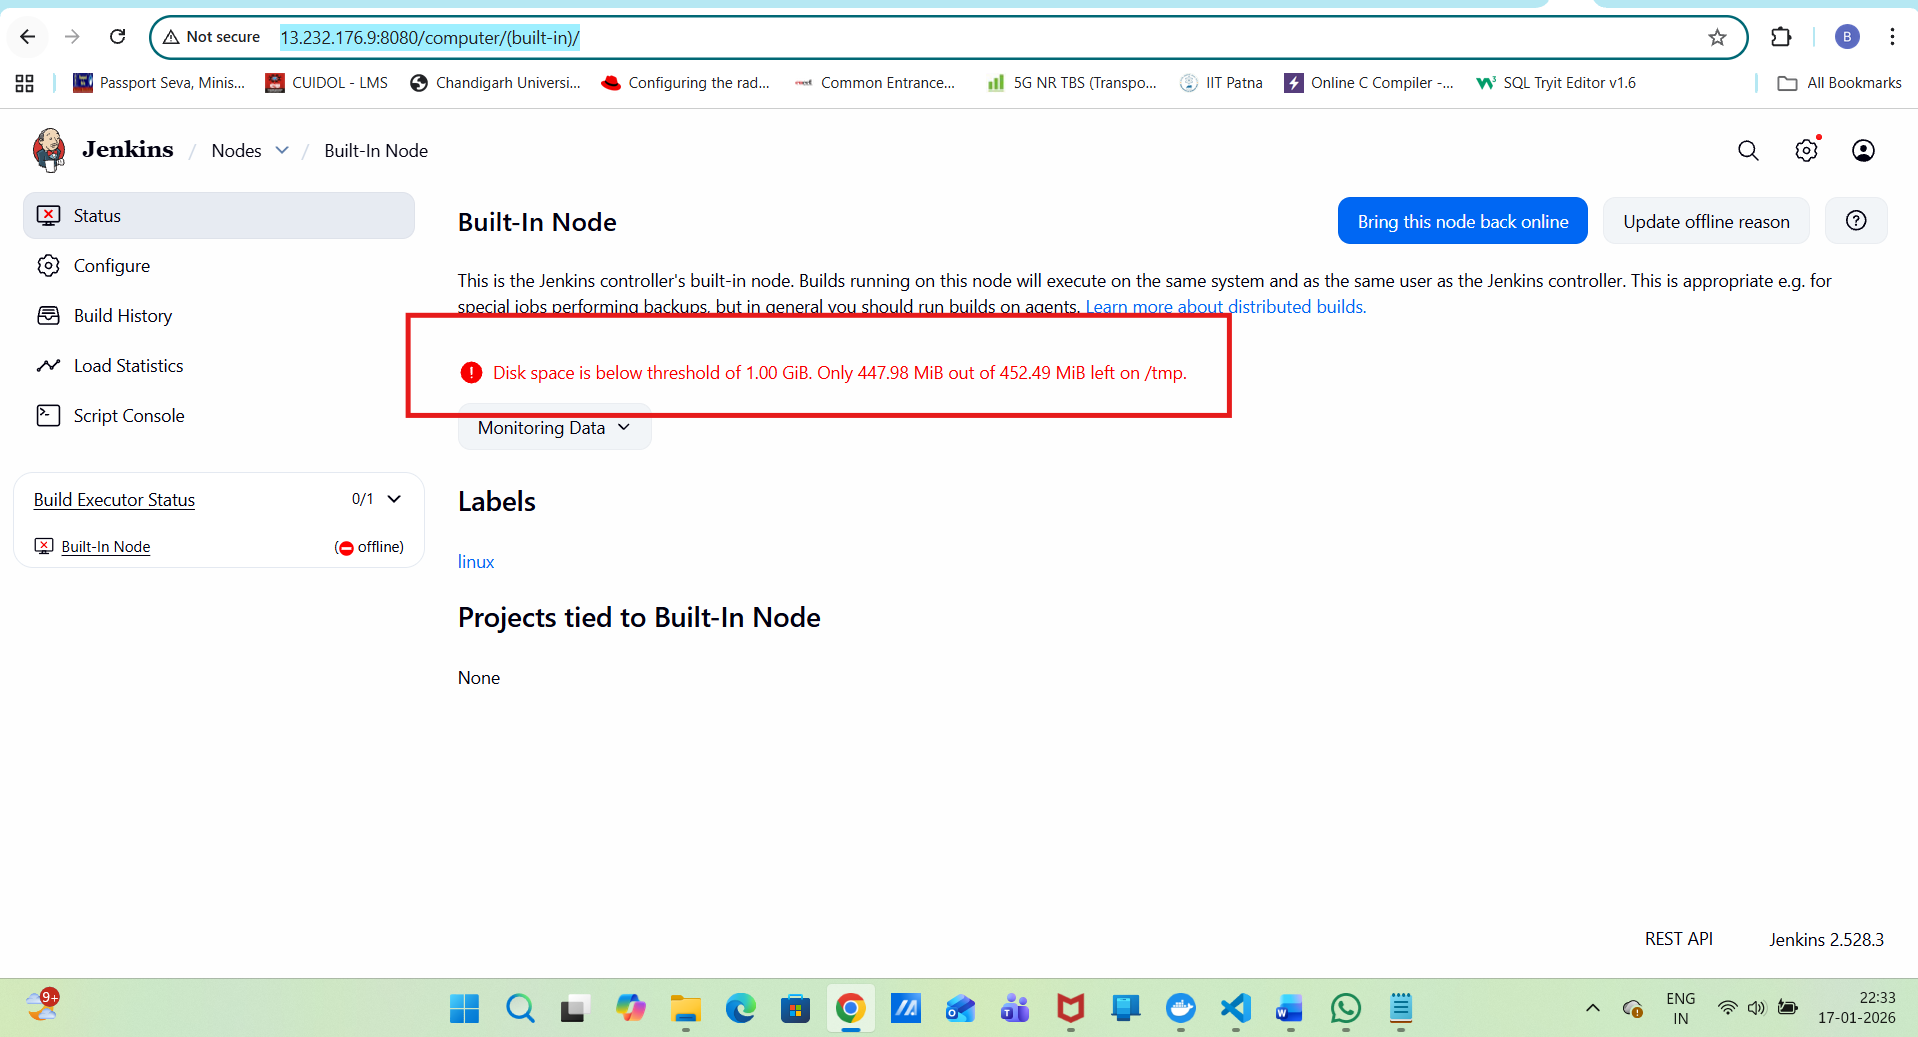 Not secure 13.232.176.9:8080/computer/(built-in)/ B
Passport Seva, Minis... CUIDOL - LMS Chandigarh Universi... Configuring the rad... Common Entrance... 5G NR TBS (Transpo... IIT Patna Online C Compiler -... SQL Tryit Editor v1.6 All Bookmarks
Jenkins / Nodes / Built-In Node
Status
Configure
Build History
Load Statistics
Script Console
Build Executor Status 0/1
Built-In Node (offline)
Built-In Node
Bring this node back online
Update offline reason
This is the Jenkins controller's built-in node. Builds running on this node will execute on the same system and as the same user as the Jenkins controller. This is appropriate e.g. for
special jobs performing backups, but in general you should run builds on agents. Learn more about distributed builds.
Disk space is below threshold of 1.00 GiB. Only 447.98 MiB out of 452.49 MiB left on /tmp.
Monitoring Data
Labels
linux
Projects tied to Built-In Node
None
REST API Jenkins 2.528.3
9+
ENG
IN
22:33
17-01-2026